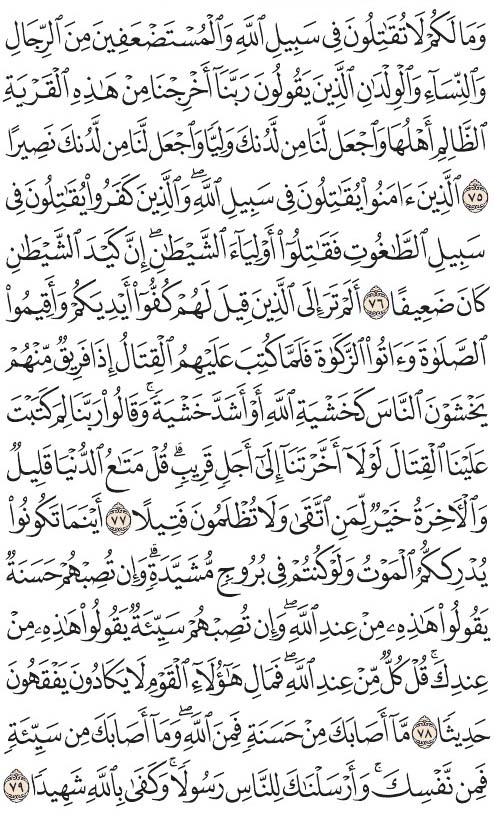 وَمَا لَكُمْ لَا تُقَٰتِلُونَ فِى سَبِيلِ ٱللَّهِ وَٱلْمُسْتَضْعَفِينَ مِنَ ٱلرِّجَالِ
وَٱلنِّسَآءِ وَٱلْوِلْدَٰنِ ٱلَّذِينَ يَقُولُونَ رَبَّنَآ أَخْرِجْنَا مِنْ هَٰذِهِ ٱلْقَرْيَةِ
ٱلظَّالِمِ أَهْلُهَا وَٱجْعَل لَّنَا مِن لَّدُنكَ وَلِيًّا وَٱجْعَل لَّنَا مِن لَّدُنكَ نَصِيرًا
٧٥ ٱلَّذِينَ ءَامَنُوا۟ يُقَٰتِلُونَ فِى سَبِيلِ ٱللَّهِ ۖ وَٱلَّذِينَ كَفَرُوا۟ يُقَٰتِلُونَ فِى
سَبِيلِ ٱلطَّٰغُوتِ فَقَٰتِلُوٓا۟ أَوْلِيَآءَ ٱلشَّيْطَٰنِ ۖ إِنَّ كَيْدَ ٱلشَّيْطَٰنِ
كَانَ ضَعِيفًا ٧٦ أَلَمْ تَرَ إِلَى ٱلَّذِينَ قِيلَ لَهُمْ كُفُّوٓا۟ أَيْدِيَكُمْ وَأَقِيمُوا۟
ٱلصَّلَوٰةَ وَءَاتُوا۟ ٱلزَّكَوٰةَ فَلَمَّا كُتِبَ عَلَيْهِمُ ٱلْقِتَالُ إِذَا فَرِيقٌ مِّنْهُمْ
يَخْشَوْنَ ٱلنَّاسَ كَخَشْيَةِ ٱللَّهِ أَوْ أَشَدَّ خَشْيَةً ۚ وَقَالُوا۟ رَبَّنَا لِمَ كَتَبْتَ
عَلَيْنَا ٱلْقِتَالَ لَوْلَآ أَخَّرْتَنَآ إِلَىٰٓ أَجَلٍ قَرِيبٍ ۗ قُلْ مَتَٰعُ ٱلدُّنْيَا قَلِيلٌ
وَٱلْءَاخِرَةُ خَيْرٌ لِّمَنِ ٱتَّقَىٰ وَلَا تُظْلَمُونَ فَتِيلًا ٧٧ أَيْنَمَا تَكُونُوا۟
يُدْرِككُّمُ ٱلْمَوْتُ وَلَوْ كُنتُمْ فِى بُرُوجٍ مُّشَيَّدَةٍ ۗ وَإِن تُصِبْهُمْ حَسَنَةٌ
يَقُولُوا۟ هَٰذِهِۦ مِنْ عِندِ ٱللَّهِ ۖ وَإِن تُصِبْهُمْ سَيِّئَةٌ يَقُولُوا۟ هَٰذِهِۦ مِنْ
عِندِكَ ۚ قُلْ كُلٌّ مِّنْ عِندِ ٱللَّهِ ۖ فَمَالِ هَٰٓؤُلَآءِ ٱلْقَوْمِ لَا يَكَادُونَ يَفْقَهُونَ
حَدِيثًا ٧٨ مَّآ أَصَابَكَ مِنْ حَسَنَةٍ فَمِنَ ٱللَّهِ ۖ وَمَآ أَصَابَكَ مِن سَيِّئَةٍ
فَمِن نَّفْسِكَ ۚ وَأَرْسَلْنَٰكَ لِلنَّاسِ رَسُولًا ۚ وَكَفَىٰ بِٱللَّهِ شَهِيدًا ٧٩